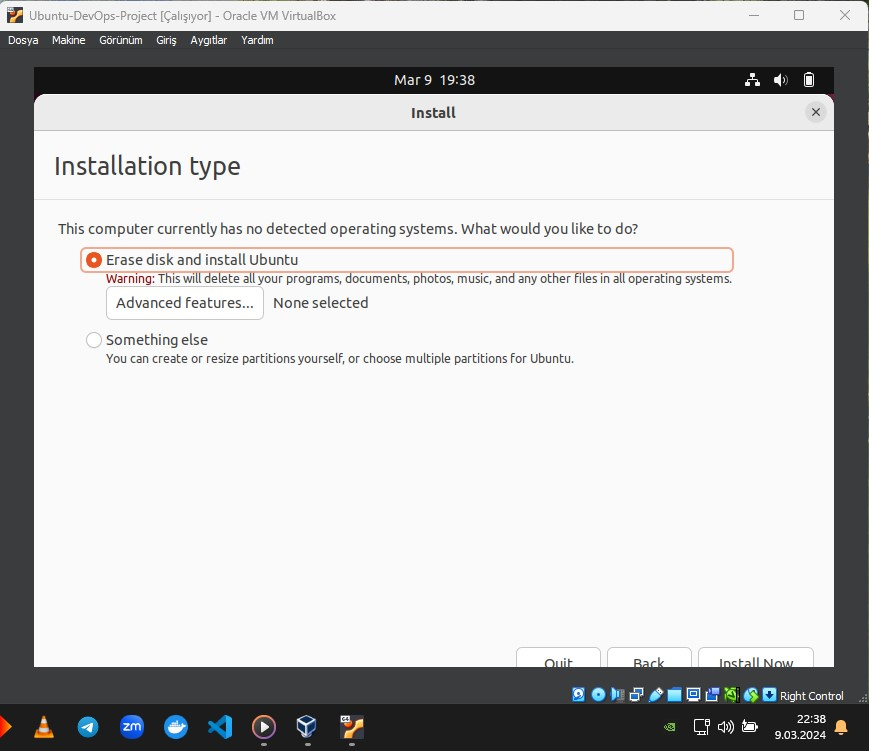 Ubuntu-DevOps-Project [Çalışıyor] - Oracle VM VirtualBox
Dosya Makine Görünüm Giriş Aygıtlar Yardım
Mar 9 19:38
Install
Installation type
This computer currently has no detected operating systems. What would you like to do?
Erase disk and install Ubuntu
Warning: This will delete all your programs, documents, photos, music, and any other files in all operating systems.
Advanced features... None selected
Something else
You can create or resize partitions yourself, or choose multiple partitions for Ubuntu.
Quit Back Install Now
Right Control
zm
64
22:38
9.03.2024